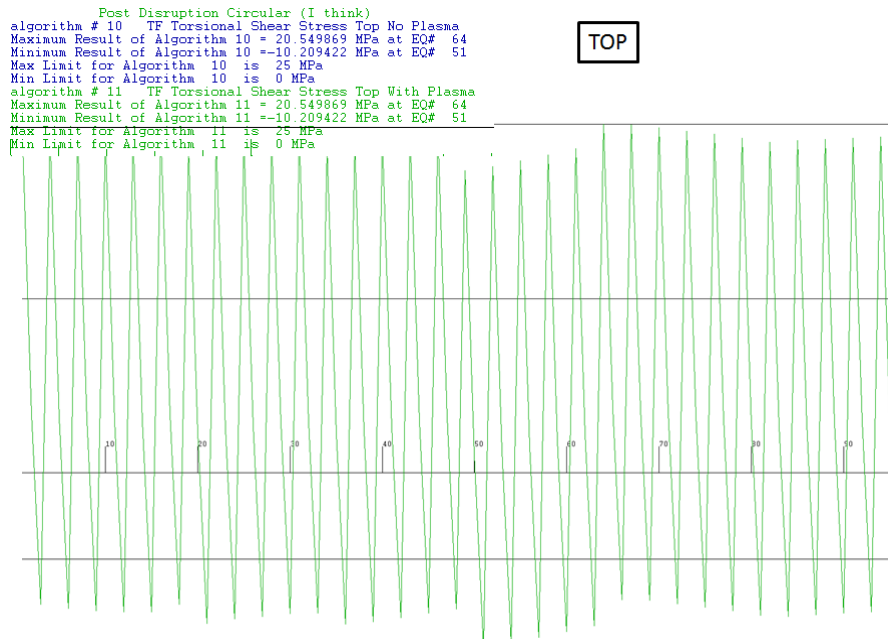 Post Disruption Circular (I think)
algorithm # 10 TF Torsional Shear Stress Top No Plasma
Maximum Result of Algorithm 10 = 20.549869 MPa at EQ# 64
Minimum Result of Algorithm 10 =-10.209422 MPa at EQ# 51
Max Limit for Algorithm 10 is 25 MPa
Min Limit for Algorithm 10 is 0 MPa
algorithm # 11 TF Torsional Shear Stress Top With Plasma
Maximum Result of Algorithm 11 = 20.549869 MPa at EQ# 64
Minimum Result of Algorithm 11 =-10.209422 MPa at EQ# 51
Max Limit for Algorithm 11 is 25 MPa
Min Limit for Algorithm 11 is 0 MPa
TOP
10 20 30 40 50 60 70 80 90